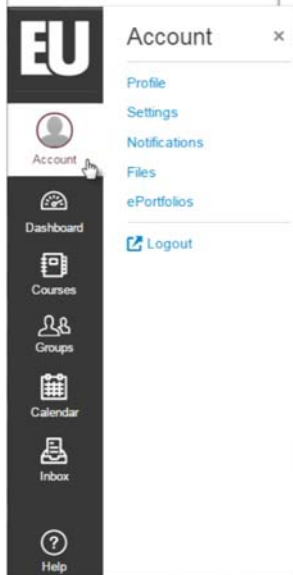 EU
Account
Dashboard
Courses
Groups
Calendar
Inbox
Help
Account ×
Profile
Settings
Notifications
Files
ePortfolios
Logout